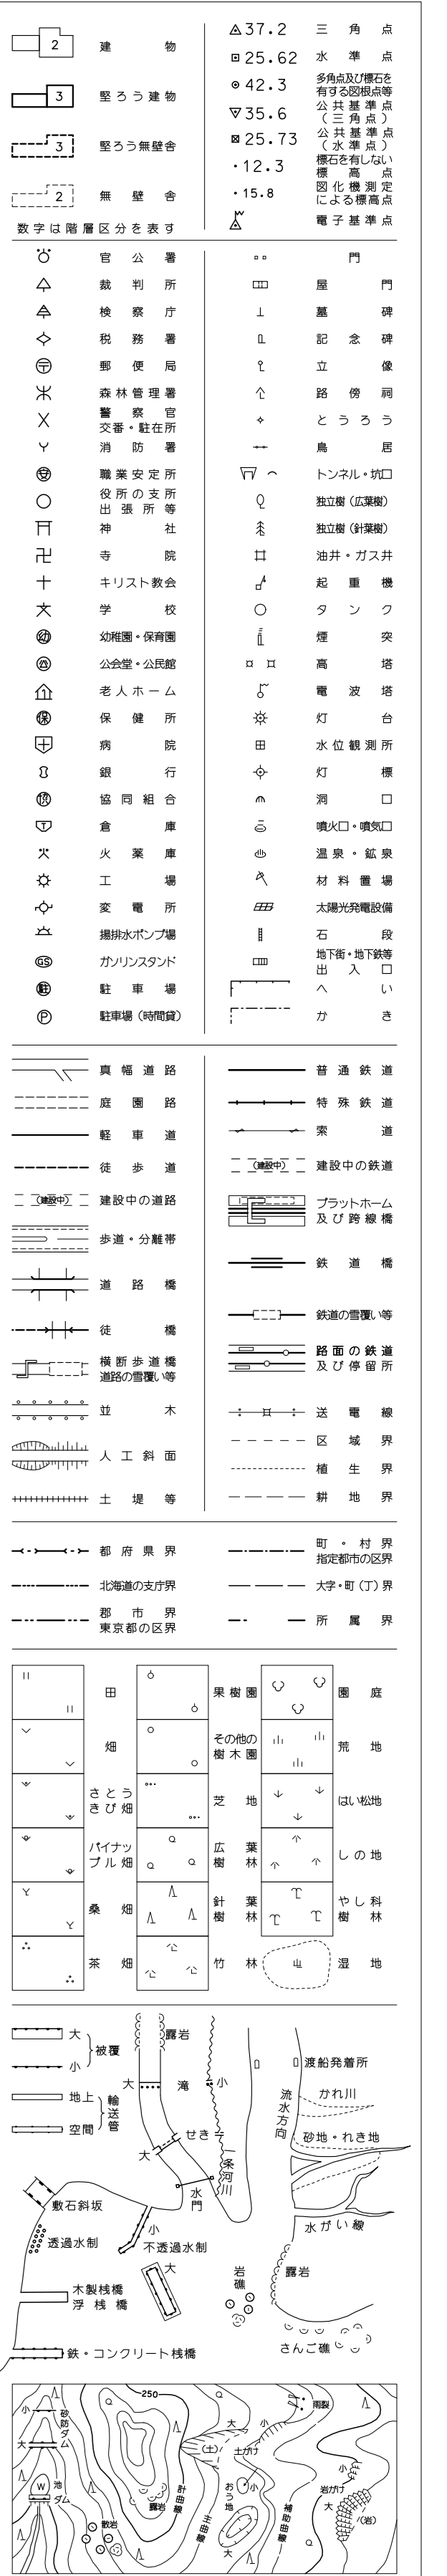 2 建物
3 堅ろう建物
3 堅ろう無壁舎
2 無壁舎
数字は階層区分を表す
37.2 三角点
25.62 水準点
42.3 多角点及び標石を
有する図根点等
35.6 公共基準点
(三角点)
25.73 公共基準点
(水準点)
・12.3 標石を有しない
標高点
・15.8 図化機測定
による標高点
電子基準点
官公署
裁判所
検察庁
税務署
郵便局
森林管理署
警察官
交番・駐在所
消防署
職業安定所
役所の支所
出張所等
神社
寺院
キリスト教会
文 学校
幼 幼稚園・保育園
公 公会堂・公民館
老人ホーム
保 保健所
病院
銀行
協 協同組合
T 倉庫
火薬庫
工場
変電所
揚排水ポンプ場
GS ガソリンスタンド
駐 駐車場
P 駐車場(時間貸)
門
屋門
墓碑
記念碑
立像
路傍祠
とうろう
鳥居
トンネル・坑口
独立樹(広葉樹)
独立樹(針葉樹)
油井・ガス井
起重機
タンク
煙突
高塔
電波塔
灯台
水位観測所
灯標
洞口
噴火口・噴気口
温泉・鉱泉
材料置場
太陽光発電設備
石段
地下街・地下鉄等
出入口
へい
かき
真幅道路
庭園路
軽車道
徒歩道
(建設中) 建設中の道路
歩道・分離帯
道路橋
徒橋
横断歩道橋
道路の雪覆い等
並木
人工斜面
土堤等
普通鉄道
特殊鉄道
索道
(建設中) 建設中の鉄道
プラットホーム
及び跨線橋
鉄道橋
鉄道の雪覆い等
路面の鉄道
及び停留所
送電線
区域界
植生界
耕地界
都府県界
北海道の支庁界
郡市界
東京都の区界
町・村界
指定都市の区界
大字・町(丁)界
所属界
田
畑
さとう
きび畑
パイナッ
プル畑
桑畑
茶畑
果樹園
その他の
樹木園
芝地
広葉
樹林
針葉
樹林
竹林
園庭
荒地
はい松地
しの地
やし科
樹林
湿地
大
小
被覆
地上
空間
輸送管
露岩
大
滝
小
せき
大
一条河川
水門
敷石斜坂
透過水制
小
不透過水制
大
木製桟橋
浮桟橋
鉄・コンクリート桟橋
渡船発着所
流水方向
かれ川
砂地・れき地
水がい線
岩礁
露岩
さんご礁
小
砂防ダム
大
W
池
ダム
散岩
250
露岩
計曲線
主曲線
(土)
大
土がけ
小
雨裂
おう地
小
大
補助曲線
岩がけ
小
大
(岩)